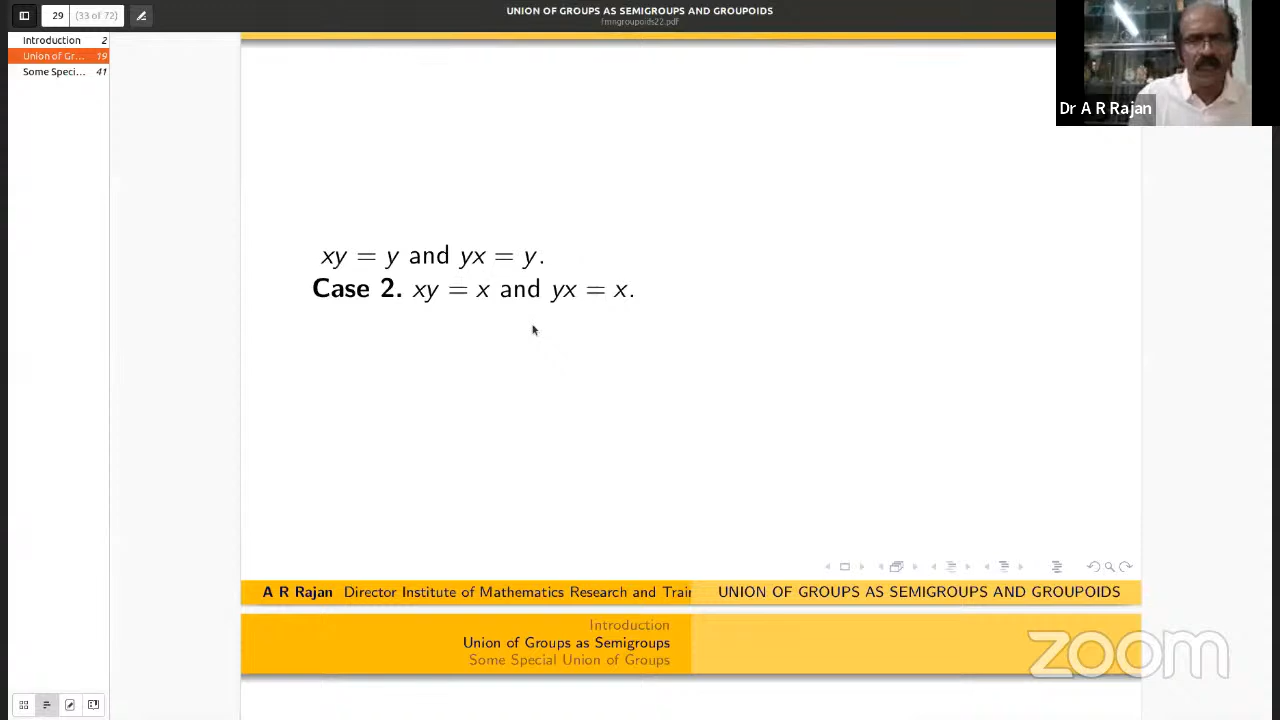 29 (33 of 72)
UNION OF GROUPS AS SEMIGROUPS AND GROUPOIDS
fmngroupoids22.pdf
Introduction 2
Union of Gr... 19
Some Speci... 41
Dr A R Rajan
xy = y and yx = y.
Case 2. xy = x and yx = x.
A R Rajan Director Institute of Mathematics Research and Trai
UNION OF GROUPS AS SEMIGROUPS AND GROUPOIDS
Introduction
Union of Groups as Semigroups
Some Special Union of Groups
zoom